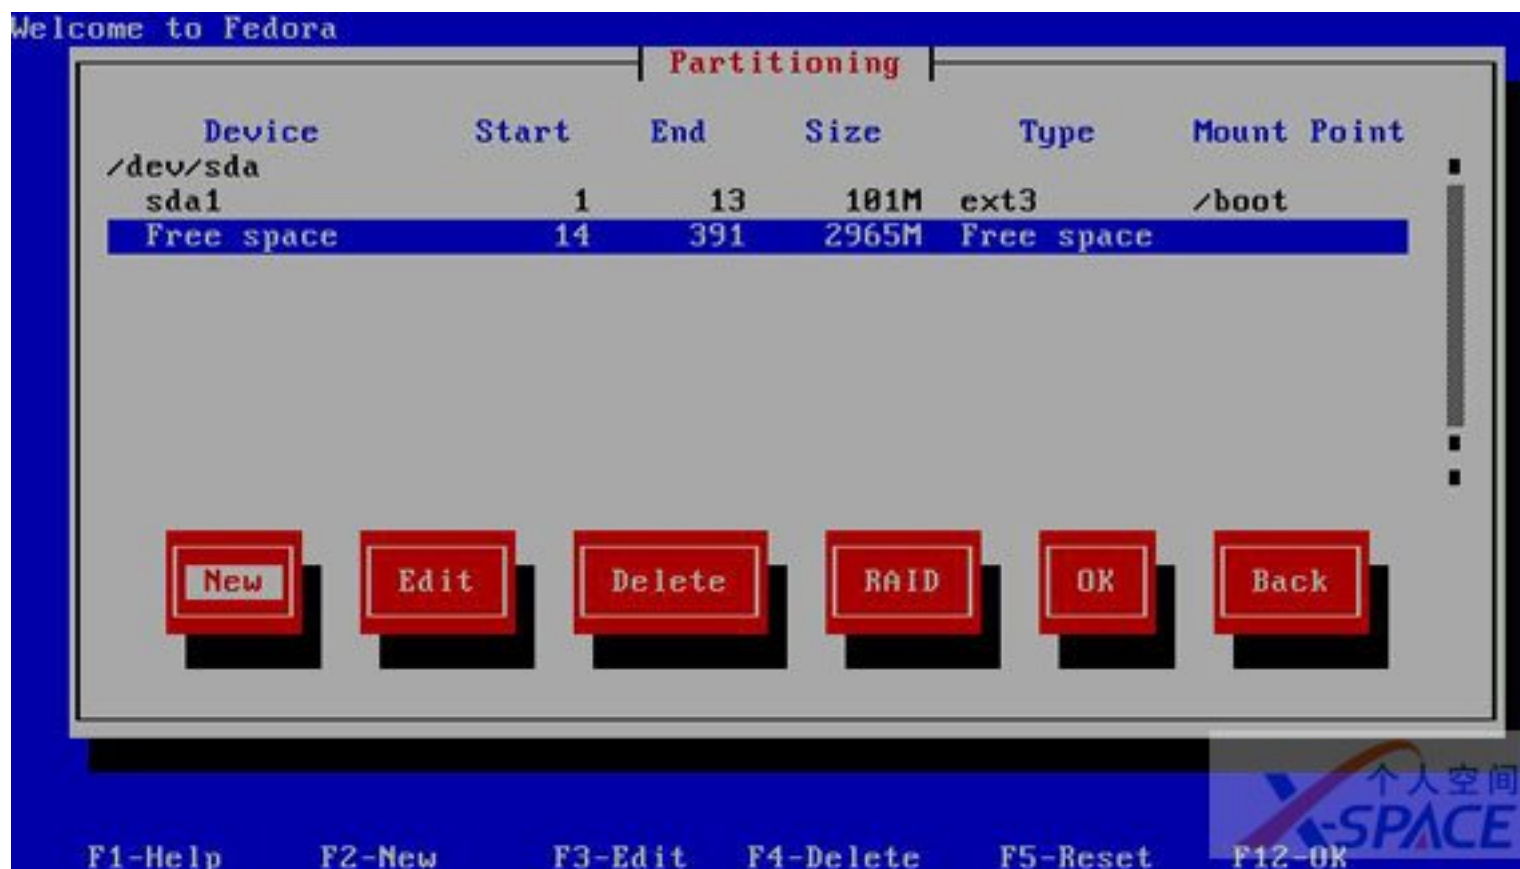 Welcome to Fedora
Partitioning
Device Start End Size Type Mount Point
/dev/sda
sda1 1 13 101M ext3 /boot
Free space 14 391 2965M Free space
New Edit Delete RAID OK Back
个人空间
X-SPACE
F1-Help F2-New F3-Edit F4-Delete F5-Reset F12-OK